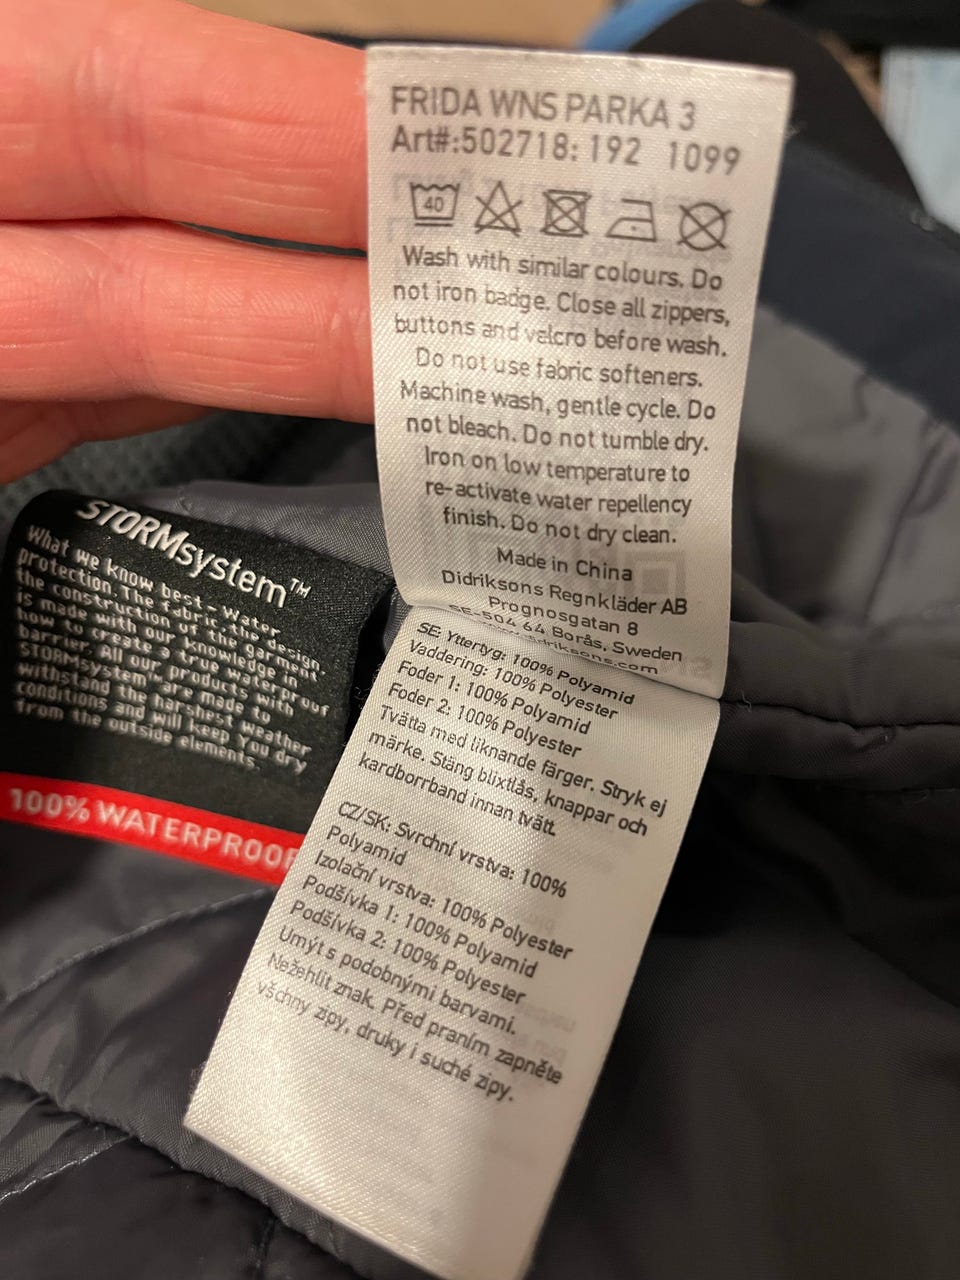 FRIDA WNS PARKA 3
Art#:502718: 192 1099
40
Wash with similar colours. Do
not iron badge. Close all zippers,
buttons and velcro before wash.
Do not use fabric softeners.
Machine wash, gentle cycle. Do
not bleach. Do not tumble dry.
Iron on low temperature to
re-activate water repellency
finish. Do not dry clean.
Made in China
Didriksons Regnkläder AB
Prognosgatan 8
SE-504 64 Borås, Sweden
SE: Yttertyg: 100% Polyamid
Vaddering: 100% Polyester
Foder 1: 100% Polyamid
Foder 2: 100% Polyester
Tvätta med liknande färger. Stryk ej
märke. Stäng blixtlås, knappar och
kardborrband innan tvätt.
CZ/SK: Svrchní vrstva: 100%
Polyamid
Izolační vrstva: 100% Polyester
Podšívka 1: 100% Polyamid
Podšívka 2: 100% Polyester
Umýt s podobnými barvami.
Nežehlit znak. Před praním zapněte
všchny zipy, druky i suché zipy.
STORMsystem™
What we know best - Water
protection. The fabric, the design,
the construction of the garment
is made with our knowledge in
how to create a true waterproof
barrier. All our products with
STORMsystem are made to
withstand the harshest weather
conditions and will keep you dry
from the outside elements.
100% WATERPROOF